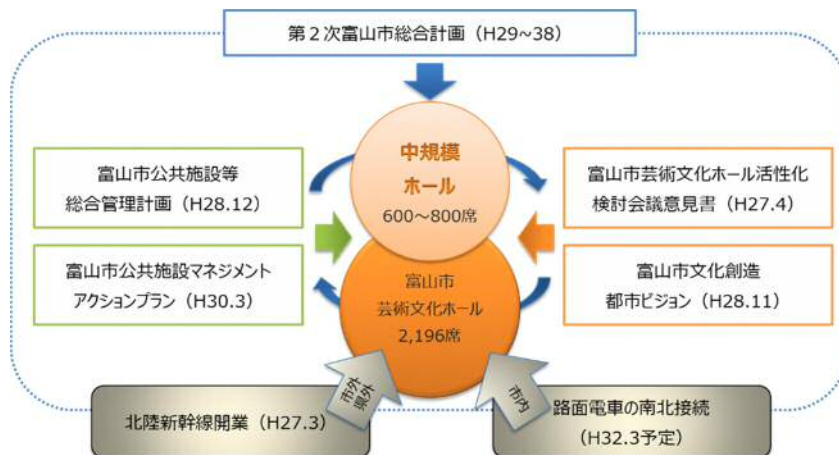 第２次富山市総合計画（H29~38）
中規模
ホール
600～800席
富山市公共施設等
総合管理計画（H28.12）
富山市公共施設マネジメント
アクションプラン（H30.3）
富山市芸術文化ホール活性化
検討会議意見書（H27.4）
富山市文化創造
都市ビジョン（H28.11）
富山市
芸術文化ホール
2,196席
市外
県外
市内
北陸新幹線開業（H27.3）
路面電車の南北接続
（H32.3予定）